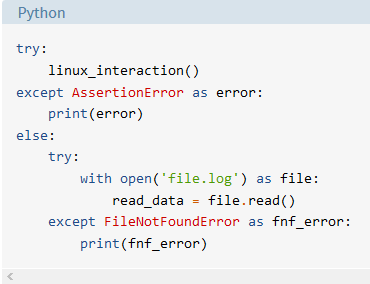 Python
try:
    linux_interaction()
except AssertionError as error:
    print(error)
else:
    try:
        with open('file.log') as file:
            read_data = file.read()
    except FileNotFoundError as fnf_error:
        print(fnf_error)